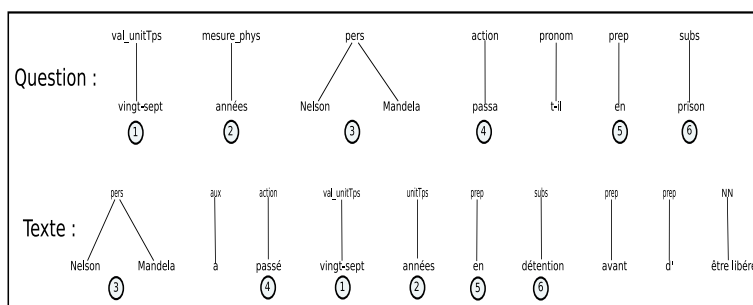 val_unitTps mesure_phys pers action pronom prep subs
Question :
vingt-sept années Nelson Mandela passa t-il en prison
1 2 3 4 5 6
pers aux action val_unitTps unitTps prep subs prep prep NN
Texte :
Nelson Mandela a passé vingt-sept années en détention avant d' être libéré
3 4 1 2 5 6